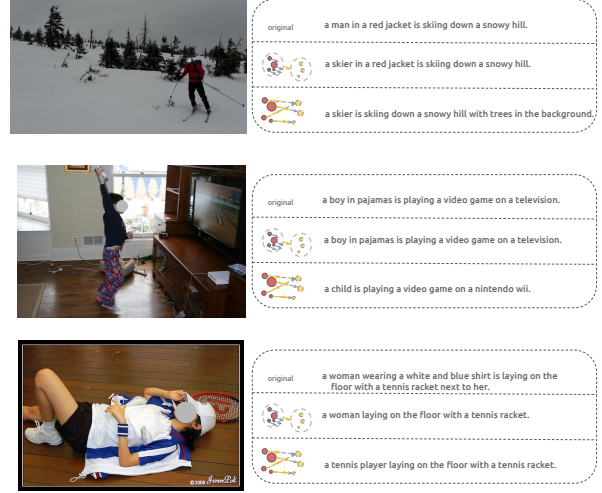 original
a man in a red jacket is skiing down a snowy hill.
a skier in a red jacket is skiing down a snowy hill.
a skier is skiing down a snowy hill with trees in the background.
original
a boy in pajamas is playing a video game on a television.
a boy in pajamas is playing a video game on a television.
a child is playing a video game on a nintendo wii.
original
a woman wearing a white and blue shirt is laying on the
floor with a tennis racket next to her.
a woman laying on the floor with a tennis racket.
a tennis player laying on the floor with a tennis racket.